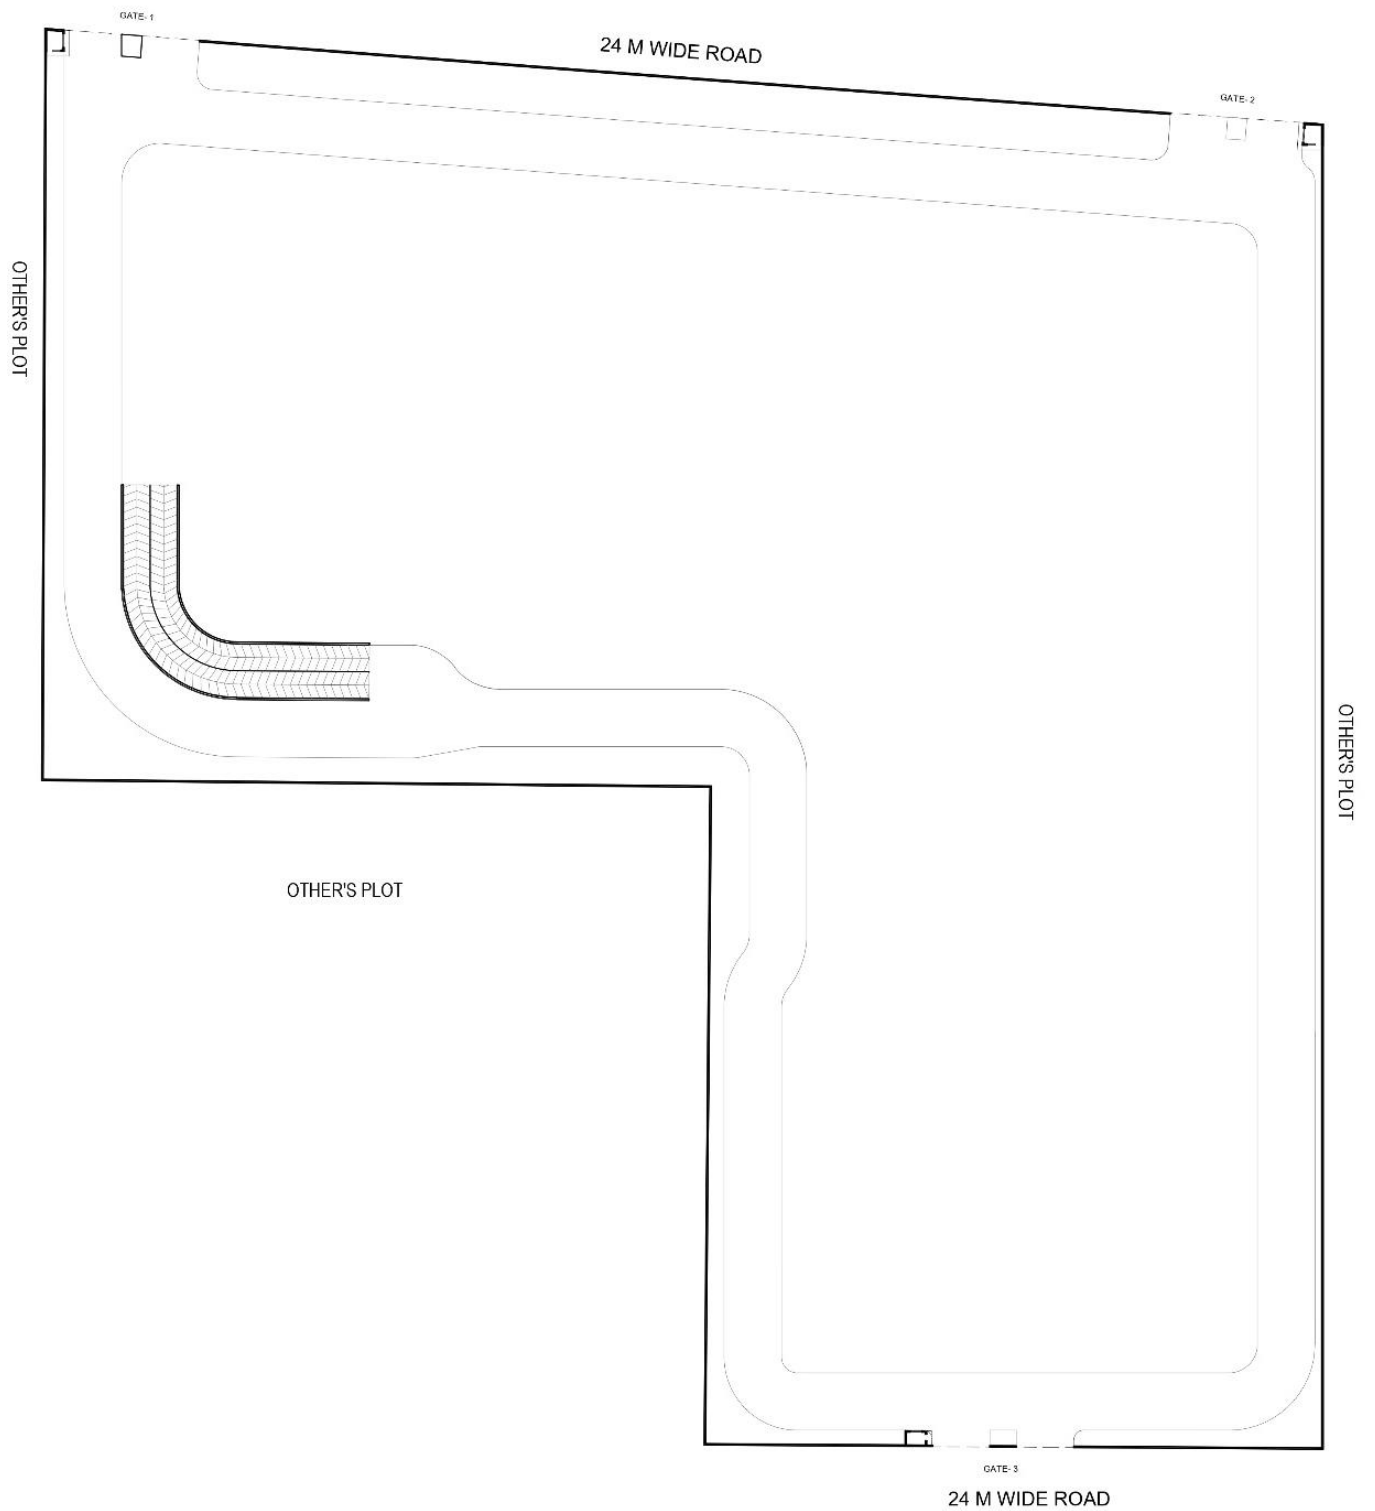 GATE- 1
24 M WIDE ROAD
GATE- 2
OTHER'S PLOT
OTHER'S PLOT
OTHER'S PLOT
GATE- 3
24 M WIDE ROAD